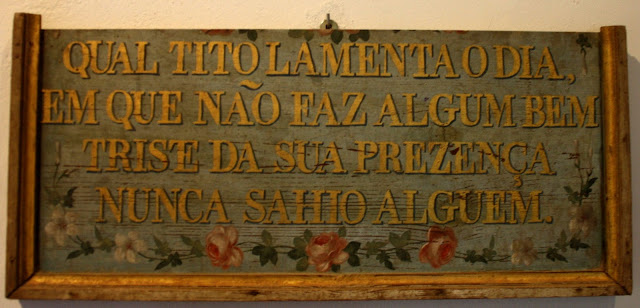 QUAL TITO LAMENTA O DIA,
EM QUE NÃO FAZ ALGUM BEM
TRISTE DA SUA PREZENÇA
NUNCA SAHIO ALGUEM.